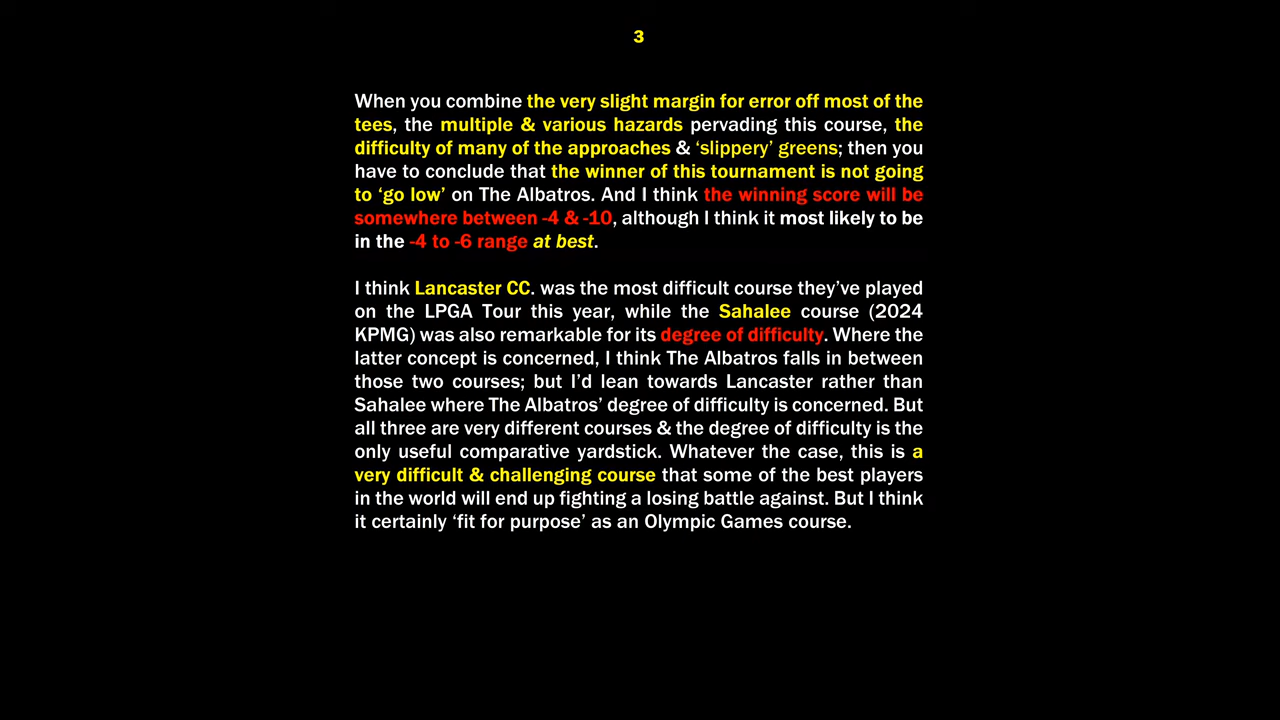 3
When you combine the very slight margin for error off most of the
tees, the multiple & various hazards pervading this course, the
difficulty of many of the approaches & ‘slippery’ greens; then you
have to conclude that the winner of this tournament is not going
to ‘go low’ on The Albatros. And I think the winning score will be
somewhere between -4 & -10, although I think it most likely to be
in the -4 to -6 range at best.
I think Lancaster CC. was the most difficult course they’ve played
on the LPGA Tour this year, while the Sahalee course (2024
KPMG) was also remarkable for its degree of difficulty. Where the
latter concept is concerned, I think The Albatros falls in between
those two courses; but I’d lean towards Lancaster rather than
Sahalee where The Albatros’ degree of difficulty is concerned. But
all three are very different courses & the degree of difficulty is the
only useful comparative yardstick. Whatever the case, this is a
very difficult & challenging course that some of the best players
in the world will end up fighting a losing battle against. But I think
it certainly ‘fit for purpose’ as an Olympic Games course.